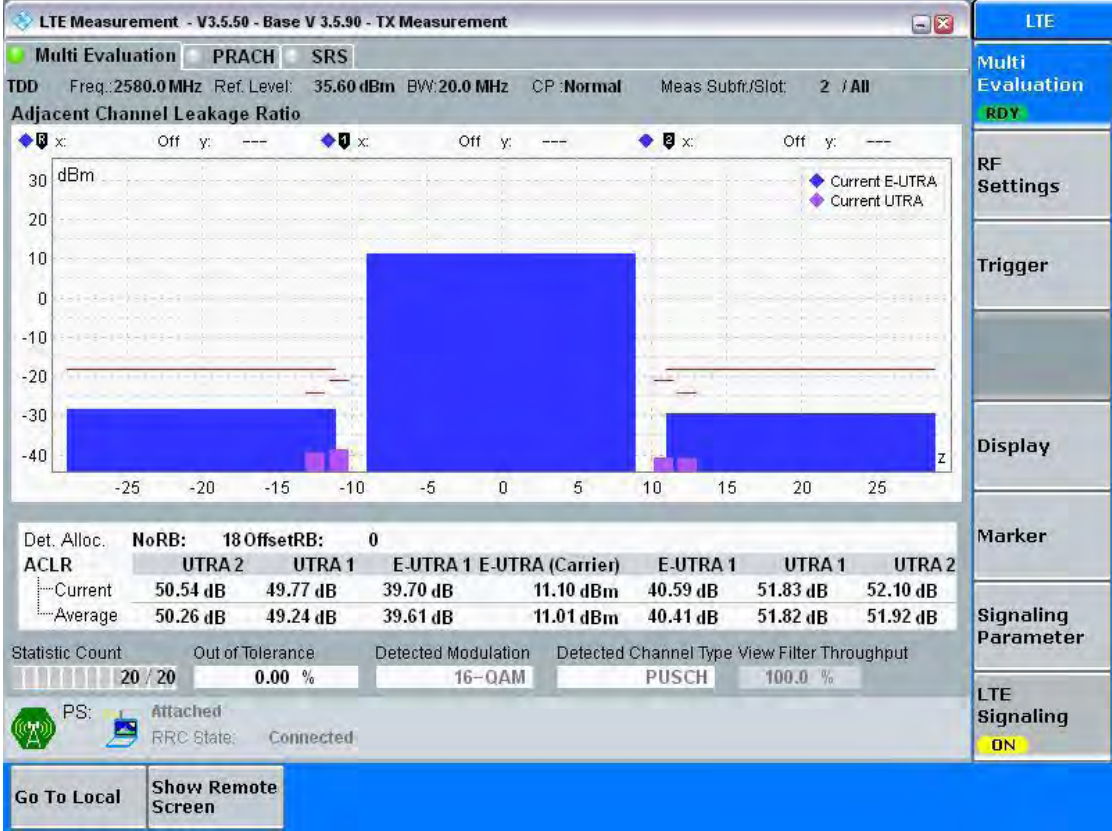 LTE Measurement - V3.5.50 - Base V 3.5.90 - TX Measurement
LTE
Multi Evaluation PRACH SRS
Multi Evaluation
RDY
TDD Freq.:2580.0 MHz Ref. Level: 35.60 dBm BW:20.0 MHz CP :Normal Meas Subfr./Slot: 2 / All
Adjacent Channel Leakage Ratio
R x: Off y: --- 1 x: Off y: --- 2 x: Off y: ---
dBm
Current E-UTRA
Current UTRA
30
20
10
0
-10
-20
-30
-40
z
-25 -20 -15 -10 -5 0 5 10 15 20 25
RF
Settings
Trigger
Display
Marker
Signaling
Parameter
LTE
Signaling
ON
Det. Alloc. NoRB: 18 OffsetRB: 0
ACLR UTRA 2 UTRA 1 E-UTRA 1 E-UTRA (Carrier) E-UTRA 1 UTRA 1 UTRA 2
Current 50.54 dB 49.77 dB 39.70 dB 11.10 dBm 40.59 dB 51.83 dB 52.10 dB
Average 50.26 dB 49.24 dB 39.61 dB 11.01 dBm 40.41 dB 51.82 dB 51.92 dB
Statistic Count Out of Tolerance Detected Modulation Detected Channel Type View Filter Throughput
20 / 20 0.00 % 16-QAM PUSCH 100.0 %
PS: Attached
RRC State: Connected
Go To Local
Show Remote
Screen